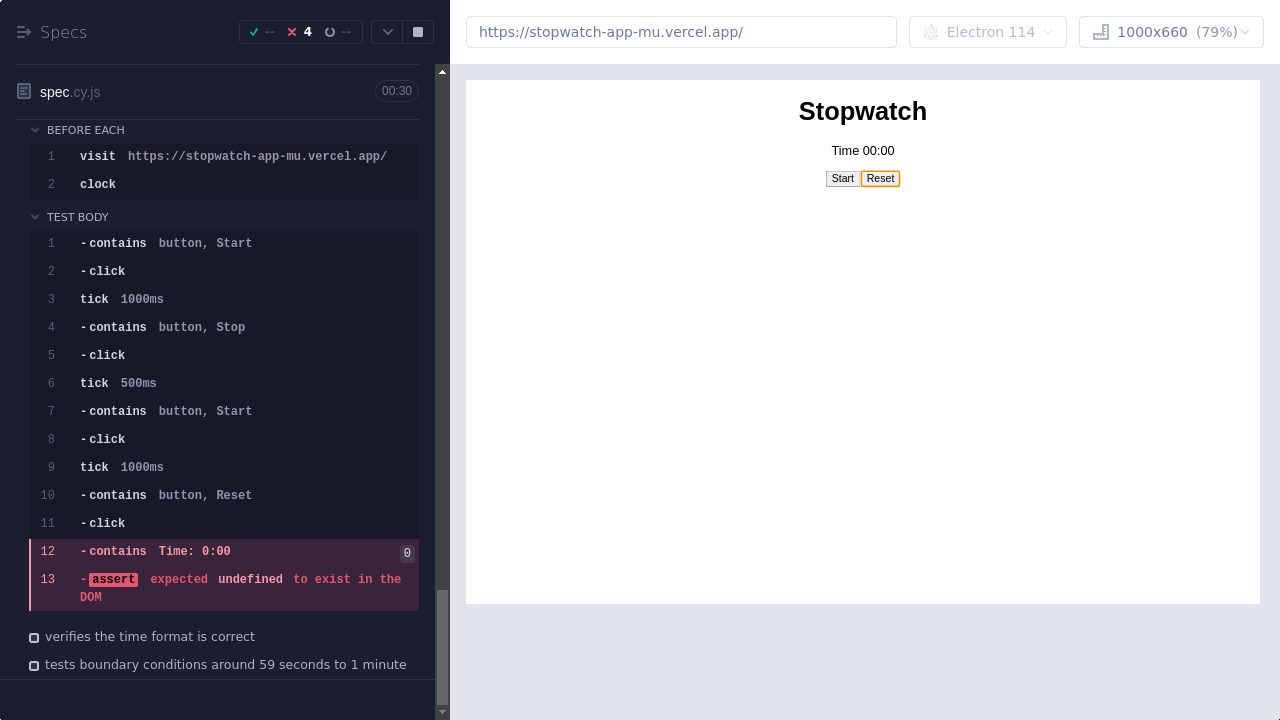 Specs
-- 4 --
spec.cy.js
00:30
BEFORE EACH
1 visit https://stopwatch-app-mu.vercel.app/
2 clock
TEST BODY
1 -contains button, Start
2 -click
3 tick 1000ms
4 -contains button, Stop
5 -click
6 tick 500ms
7 -contains button, Start
8 -click
9 tick 1000ms
10 -contains button, Reset
11 -click
12 -contains Time: 0:00 0
13 -assert expected undefined to exist in the
DOM
verifies the time format is correct
tests boundary conditions around 59 seconds to 1 minute
https://stopwatch-app-mu.vercel.app/
Electron 114
1000x660 (79%)
Stopwatch
Time 00:00
Start Reset